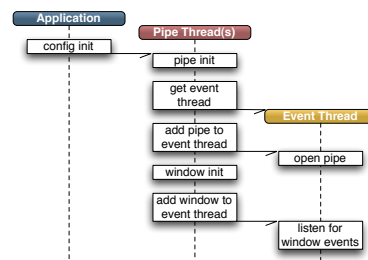 Application
Pipe Thread(s)
config init
pipe init
get event
thread
Event Thread
add pipe to
event thread
open pipe
window init
add window to
event thread
listen for
window events